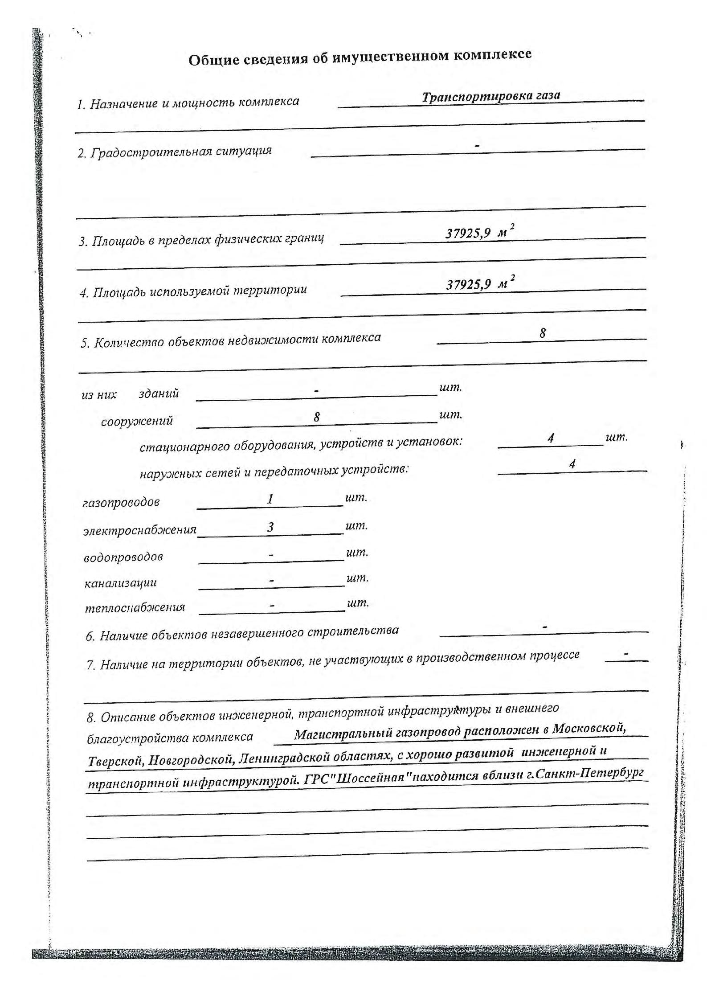 Общие сведения об имущественном комплексе
1. Назначение и мощность комплекса Транспортировка газа
2. Градостроительная ситуация -
3. Площадь в пределах физических границ 37925,9 м²
4. Площадь используемой территории 37925,9 м²
5. Количество объектов недвижимости комплекса 8
из них зданий - шт.
сооружений 8 шт.
стационарного оборудования, устройств и установок: 4 шт.
наружных сетей и передаточных устройств: 4
газопроводов 1 шт.
электроснабжения 3 шт.
водопроводов - шт.
канализации - шт.
теплоснабжения - шт.
6. Наличие объектов незавершенного строительства -
7. Наличие на территории объектов, не участвующих в производственном процессе -
8. Описание объектов инженерной, транспортной инфраструктуры и внешнего
благоустройства комплекса Магистральный газопровод расположен в Московской,
Тверской, Новгородской, Ленинградской областях, с хорошо развитой инженерной и
транспортной инфраструктурой. ГРС"Шоссейная"находится вблизи г.Санкт-Петербург